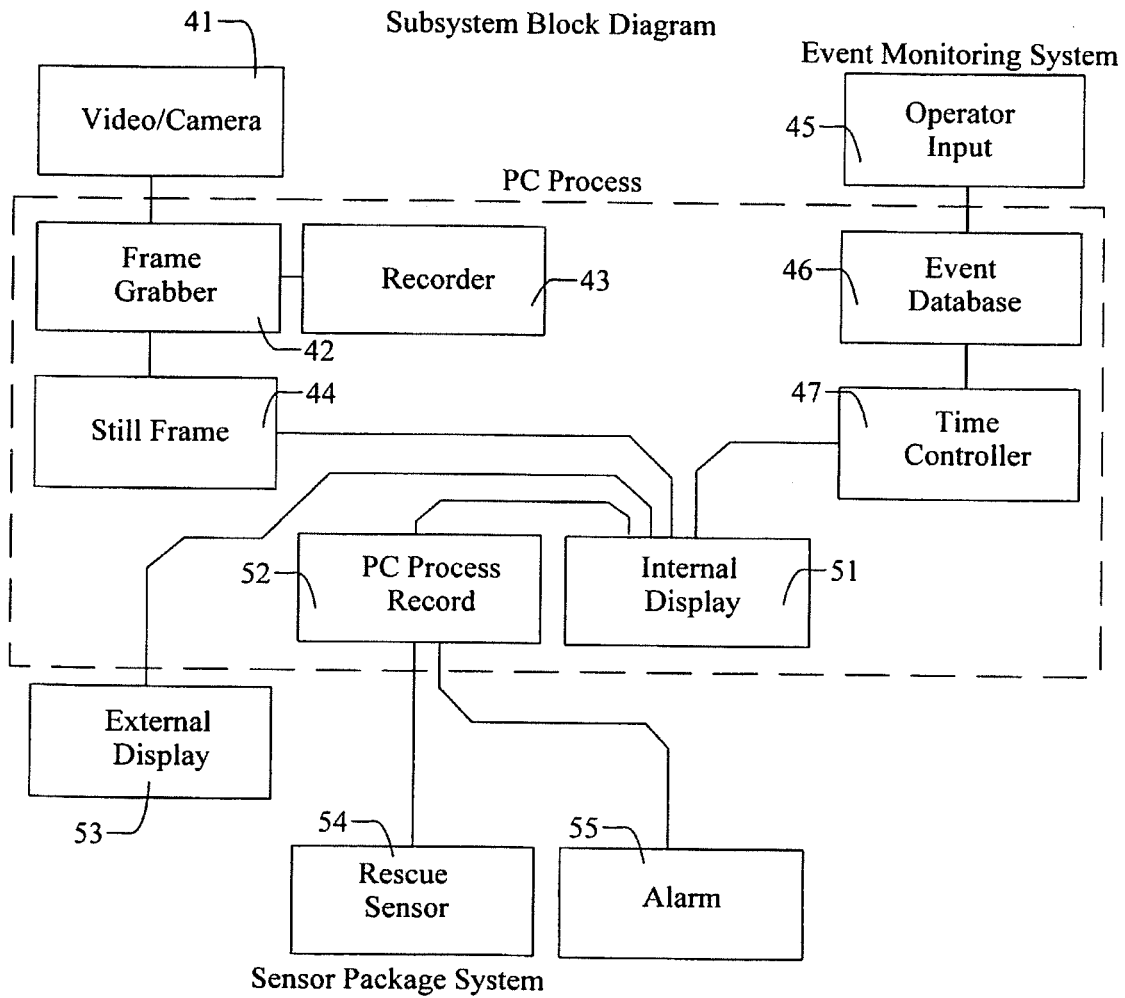 Subsystem Block Diagram
41
Event Monitoring System
Video/Camera
45
Operator
Input
PC Process
Frame
Grabber
42
Recorder
43
46
Event
Database
Still Frame
44
47
Time
Controller
52
PC Process
Record
Internal
Display
51
External
Display
53
54
Rescue
Sensor
55
Alarm
Sensor Package System